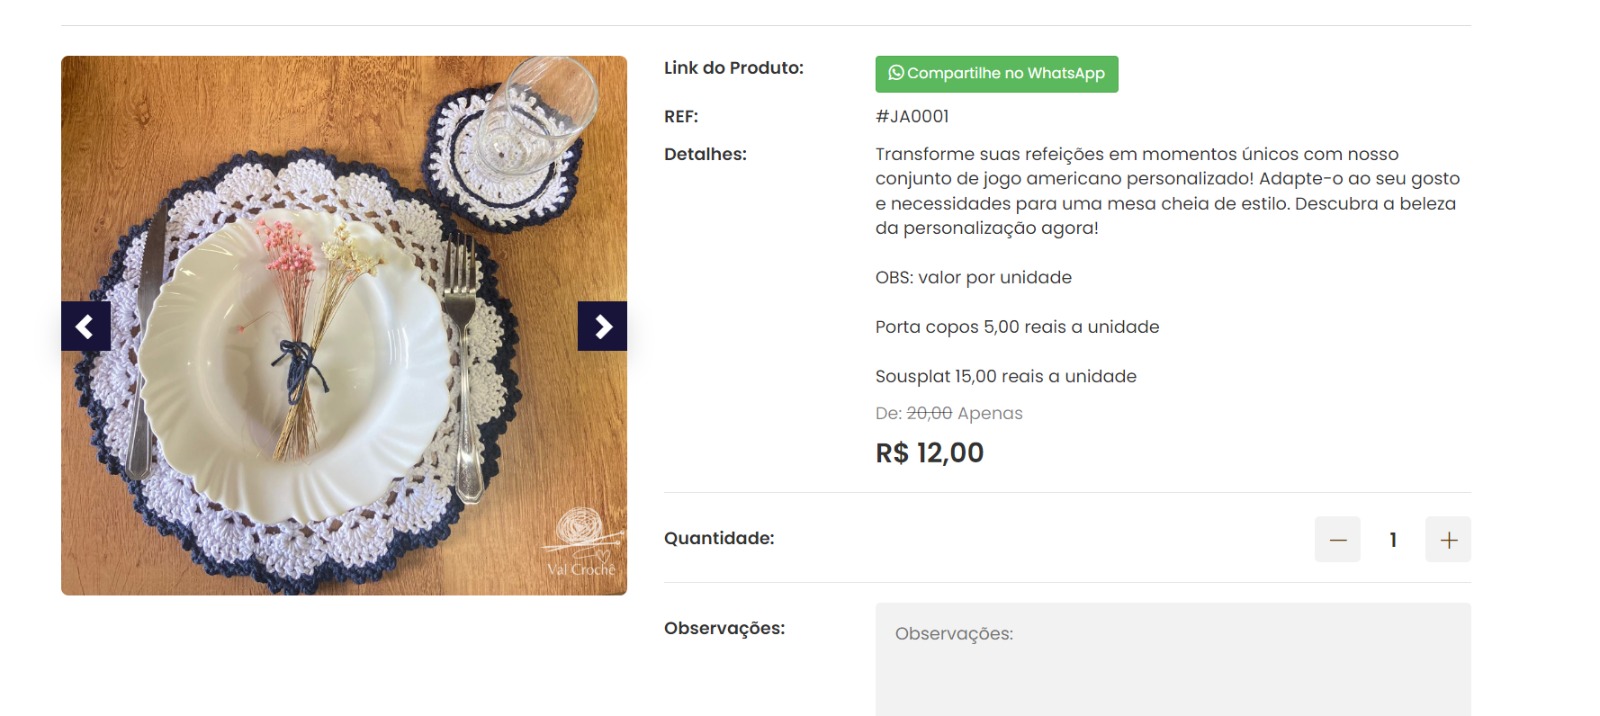 Link do Produto:
Compartilhe no WhatsApp
REF:
#JA0001
Detalhes:
Transforme suas refeições em momentos únicos com nosso
conjunto de jogo americano personalizado! Adapte-o ao seu gosto
e necessidades para uma mesa cheia de estilo. Descubra a beleza
da personalização agora!
OBS: valor por unidade
Porta copos 5,00 reais a unidade
Sousplat 15,00 reais a unidade
De: 20,00 Apenas
R$ 12,00
Val Crochê
Quantidade:
1
Observações:
Observações: